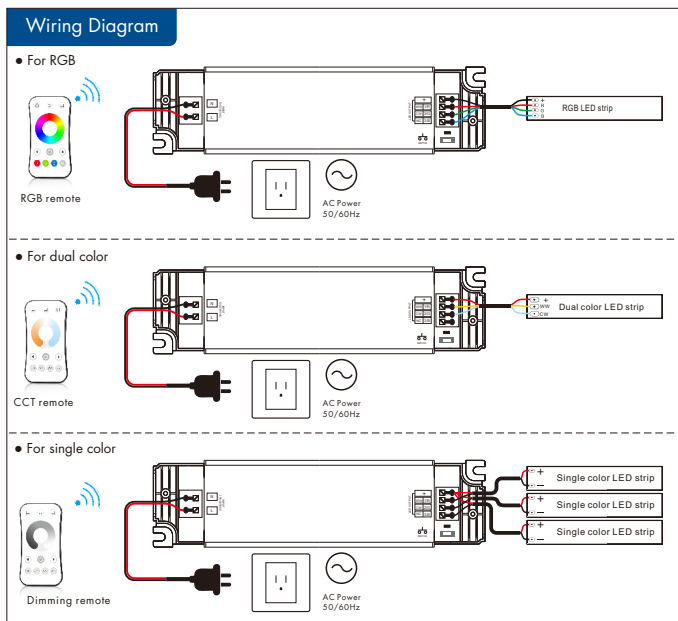 Wiring Diagram
● For RGB
RGB remote
N
L
+
+
R
G
B
RGB LED strip
AC Power
50/60Hz
● For dual color
CCT remote
N
L
+
+
WW
CW
Dual color LED strip
AC Power
50/60Hz
● For single color
Dimming remote
N
L
+
+
−
Single color LED strip
+
−
Single color LED strip
+
−
Single color LED strip
AC Power
50/60Hz